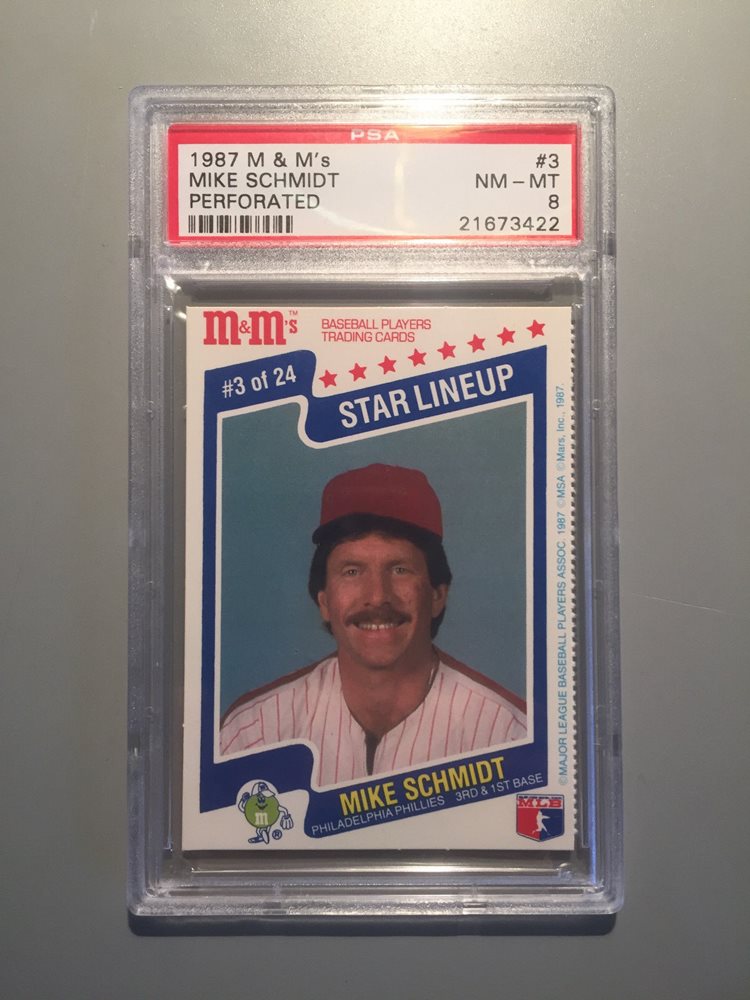 PSA
1987 M & M's #3
MIKE SCHMIDT NM - MT
PERFORATED 8
21673422
m&m's™
BASEBALL PLAYERS
TRADING CARDS
#3 of 24
STAR LINEUP
©MAJOR LEAGUE BASEBALL PLAYERS ASSOC. 1987 ©MSA ©Mars, Inc., 1987.
MIKE SCHMIDT
PHILADELPHIA PHILLIES 3RD & 1ST BASE
m
®
MLB